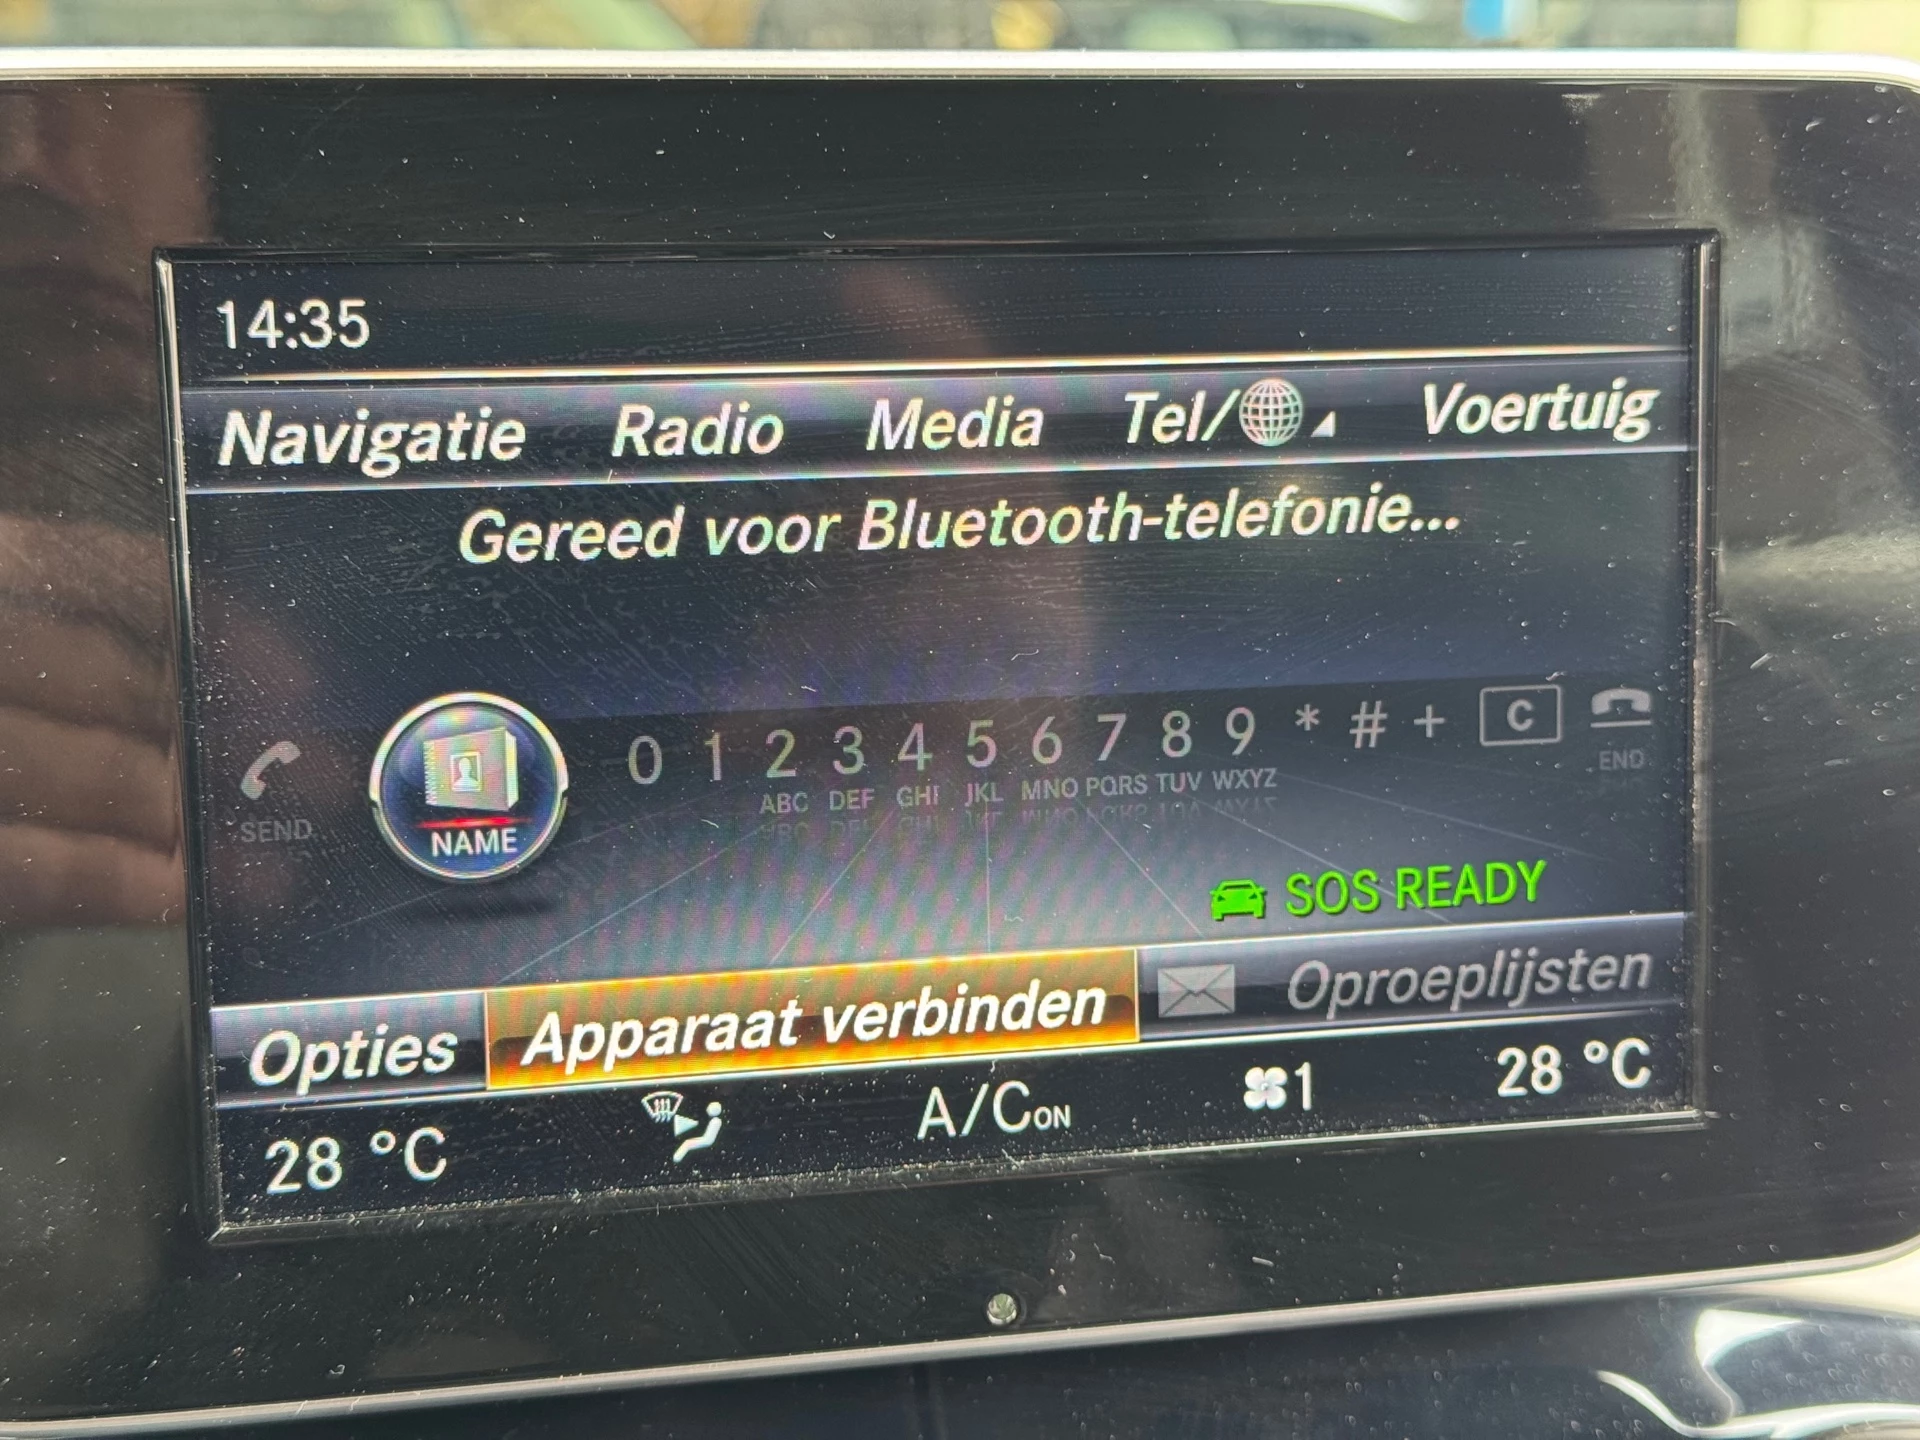 14:35
Navigatie Radio Media Tel/ Voertuig
Gereed voor Bluetooth-telefonie...
0 1 2 3 4 5 6 7 8 9 * # + C
ABC DEF GHI JKL MNO PQRS TUV WXYZ
SEND NAME END
SOS READY
Opties Apparaat verbinden Oproeplijsten
28 °C A/C ON 1 28 °C